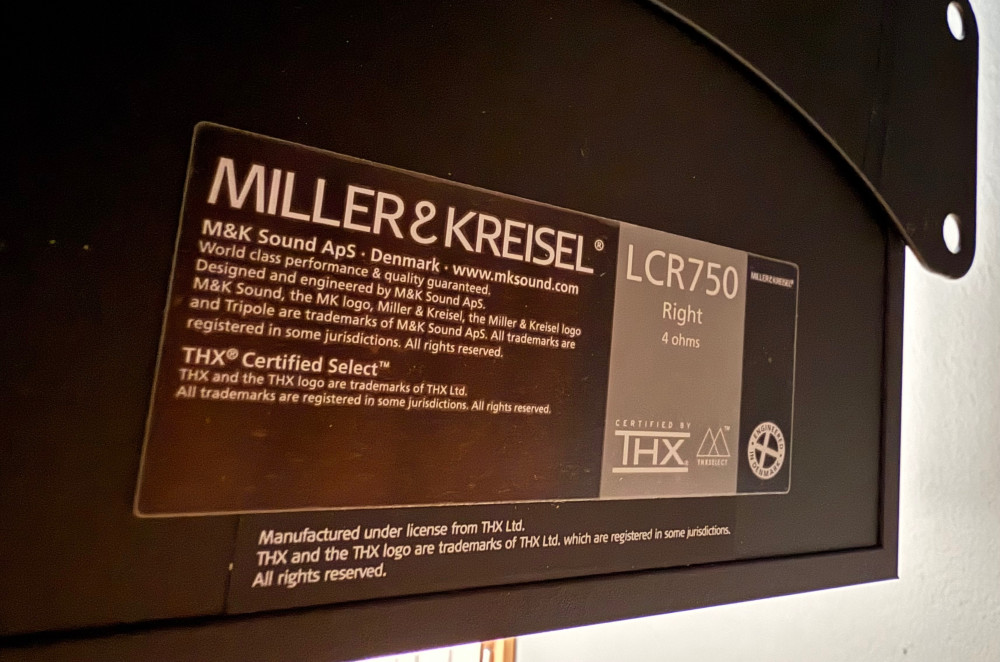 MILLER & KREISEL®
M&K Sound ApS · Denmark · www.mksound.com
World class performance & quality guaranteed.
Designed and engineered by M&K Sound ApS.
M&K Sound, the MK logo, Miller & Kreisel, the Miller & Kreisel logo
and Tripole are trademarks of M&K Sound ApS. All trademarks are
registered in some jurisdictions. All rights reserved.
THX® Certified Select™
THX and the THX logo are trademarks of THX Ltd.
All trademarks are registered in some jurisdictions. All rights reserved.
LCR750
Right
4 ohms
CERTIFIED BY
THX®
™
THXSELECT
MILLER&KREISEL®
ENGINEERED
IN DENMARK
Manufactured under license from THX Ltd.
THX and the THX logo are trademarks of THX Ltd. which are registered in some jurisdictions.
All rights reserved.